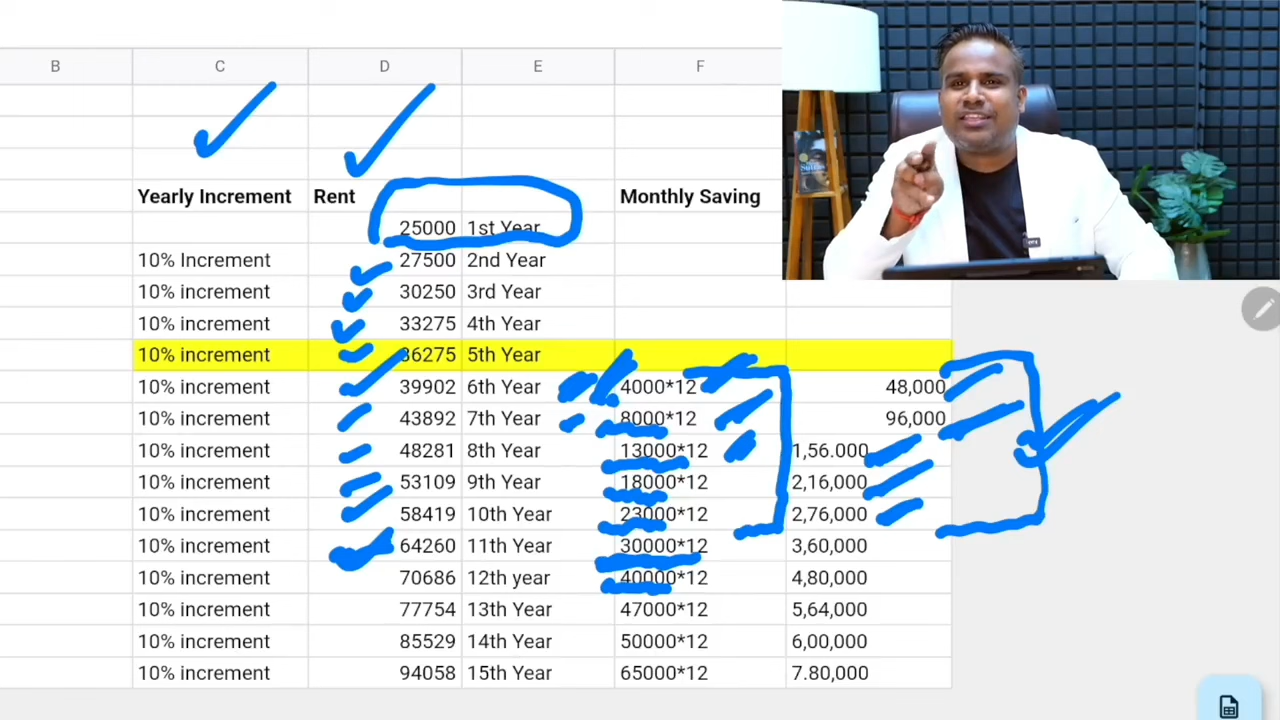 B C D E F
Yearly Increment Rent Monthly Saving
25000 1st Year
10% Increment 27500 2nd Year
10% increment 30250 3rd Year
10% increment 33275 4th Year
10% increment 36275 5th Year
10% increment 39902 6th Year 4000*12 48,000
10% increment 43892 7th Year 8000*12 96,000
10% increment 48281 8th Year 13000*12 1,56.000
10% increment 53109 9th Year 18000*12 2,16,000
10% increment 58419 10th Year 23000*12 2,76,000
10% increment 64260 11th Year 30000*12 3,60,000
10% increment 70686 12th year 40000*12 4,80,000
10% increment 77754 13th Year 47000*12 5,64,000
10% increment 85529 14th Year 50000*12 6,00,000
10% increment 94058 15th Year 65000*12 7.80,000